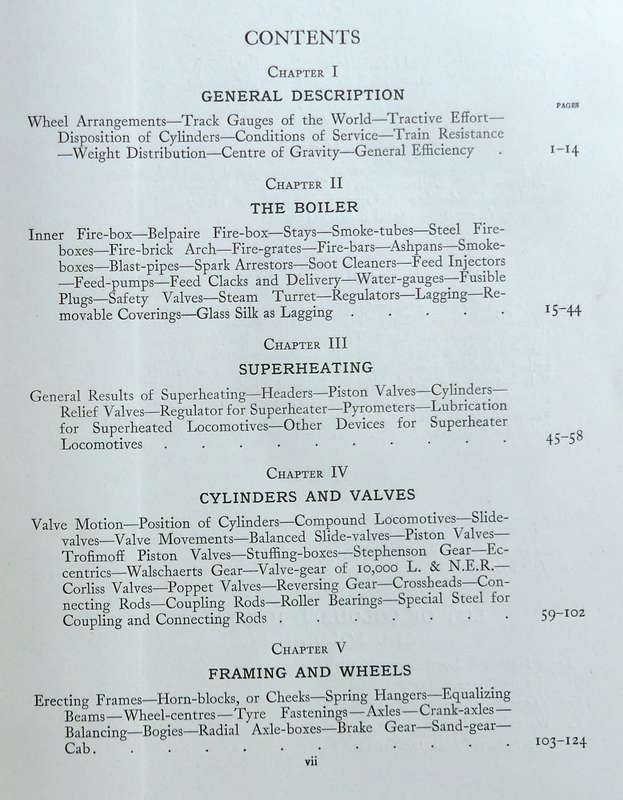 CONTENTS
CHAPTER I
GENERAL DESCRIPTION
PAGES
Wheel Arrangements—Track Gauges of the World—Tractive Effort—
Disposition of Cylinders—Conditions of Service—Train Resistance
—Weight Distribution—Centre of Gravity—General Efficiency . 1–14
CHAPTER II
THE BOILER
Inner Fire-box—Belpaire Fire-box—Stays—Smoke-tubes—Steel Fire-
boxes—Fire-brick Arch—Fire-grates—Fire-bars—Ashpans—Smoke-
boxes—Blast-pipes—Spark Arrestors—Soot Cleaners—Feed Injectors
—Feed-pumps—Feed Clacks and Delivery—Water-gauges—Fusible
Plugs—Safety Valves—Steam Turret—Regulators—Lagging—Re-
movable Coverings—Glass Silk as Lagging . . . . . 15–44
CHAPTER III
SUPERHEATING
General Results of Superheating—Headers—Piston Valves—Cylinders—
Relief Valves—Regulator for Superheater—Pyrometers—Lubrication
for Superheated Locomotives—Other Devices for Superheater
Locomotives . . . . . . . . . . 45–58
CHAPTER IV
CYLINDERS AND VALVES
Valve Motion—Position of Cylinders—Compound Locomotives—Slide-
valves—Valve Movements—Balanced Slide-valves—Piston Valves—
Trofimoff Piston Valves—Stuffing-boxes—Stephenson Gear—Ec-
centrics—Walschaerts Gear—Valve-gear of 10,000 L. & N.E.R.—
Corliss Valves—Poppet Valves—Reversing Gear—Crossheads—Con-
necting Rods—Coupling Rods—Roller Bearings—Special Steel for
Coupling and Connecting Rods . . . . . . . 59–102
CHAPTER V
FRAMING AND WHEELS
Erecting Frames—Horn-blocks, or Cheeks—Spring Hangers—Equalizing
Beams—Wheel-centres—Tyre Fastenings—Axles—Crank-axles—
Balancing—Bogies—Radial Axle-boxes—Brake Gear—Sand-gear—
Cab. . . . . . . . . . . . 103–124
vii